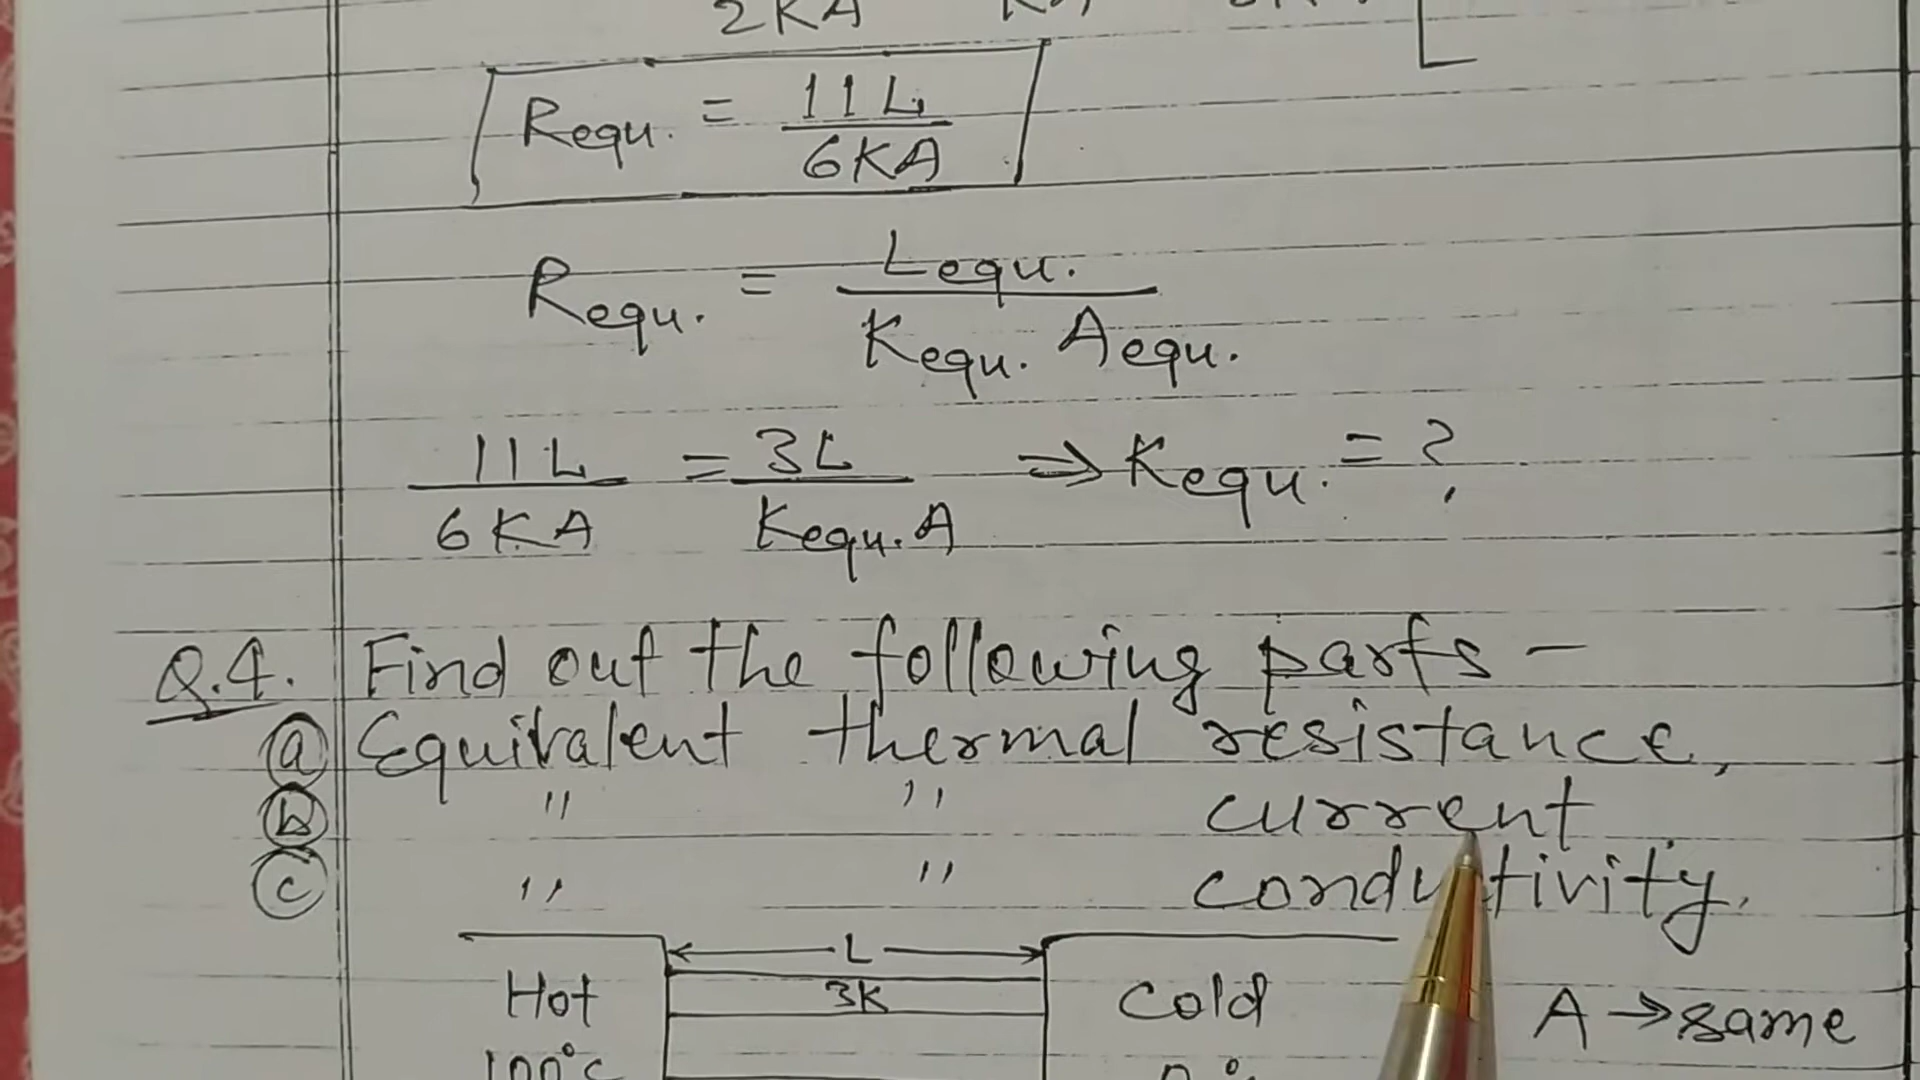 2KA
Requ. = 11L / 6KA
Requ. = Lequ. / Kequ. Aequ.
11L / 6KA = 3L / Kequ. A ⇒ Kequ. = ?
Q.4. Find out the following parts -
(a) Equivalent thermal resistance,
(b) " " current
(c) " " conductivity.
L
Hot 3K Cold A → same
100°C